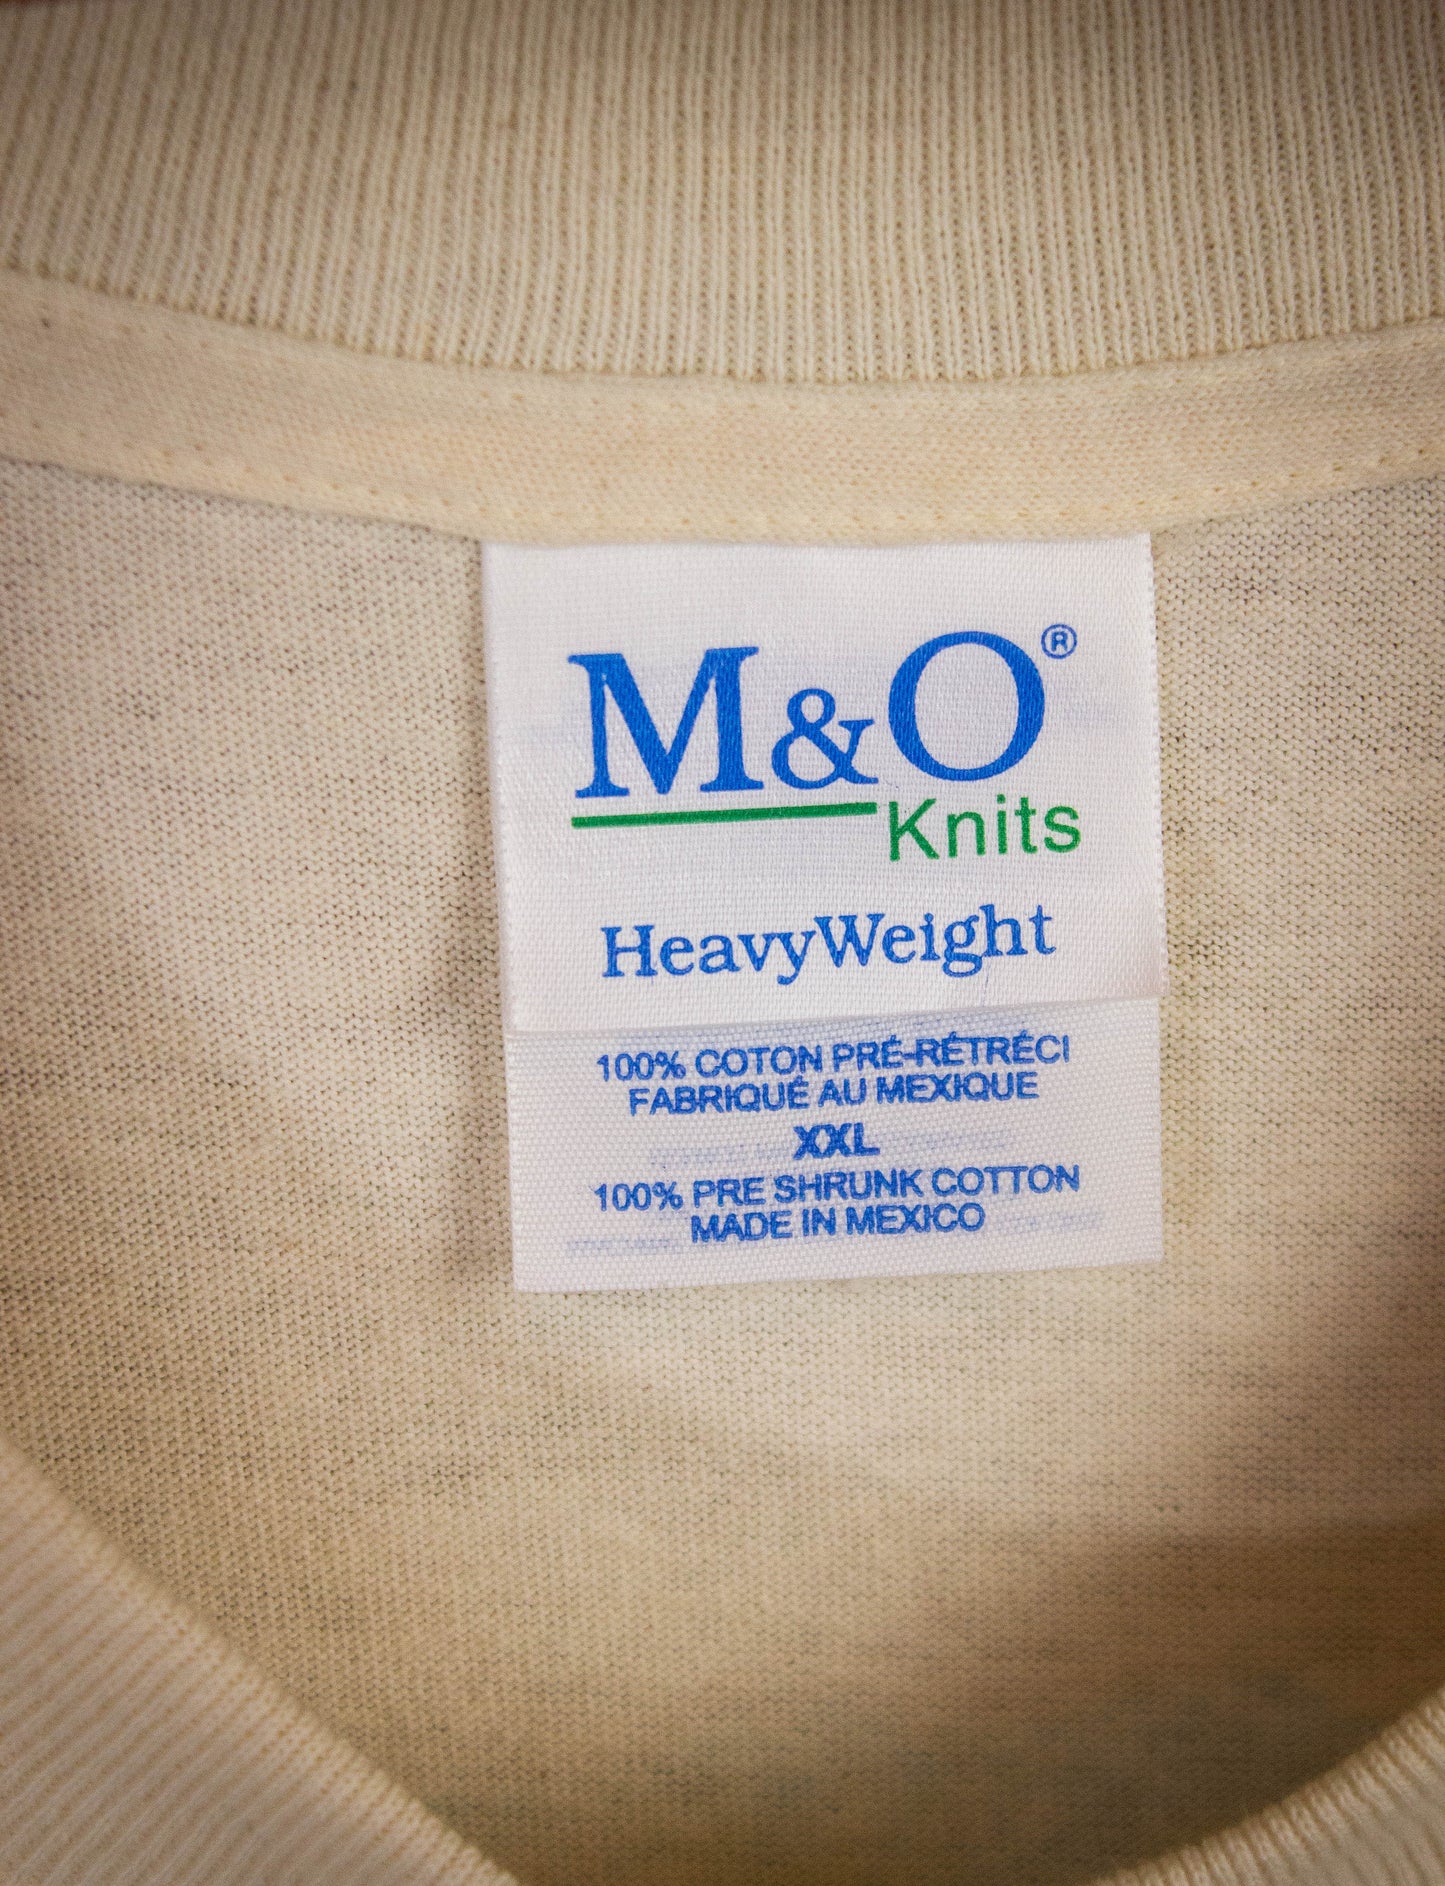 M&O®
Knits
HeavyWeight
100% COTON PRÉ-RÉTRÉCI
FABRIQUÉ AU MEXIQUE
XXL
100% PRE SHRUNK COTTON
MADE IN MEXICO